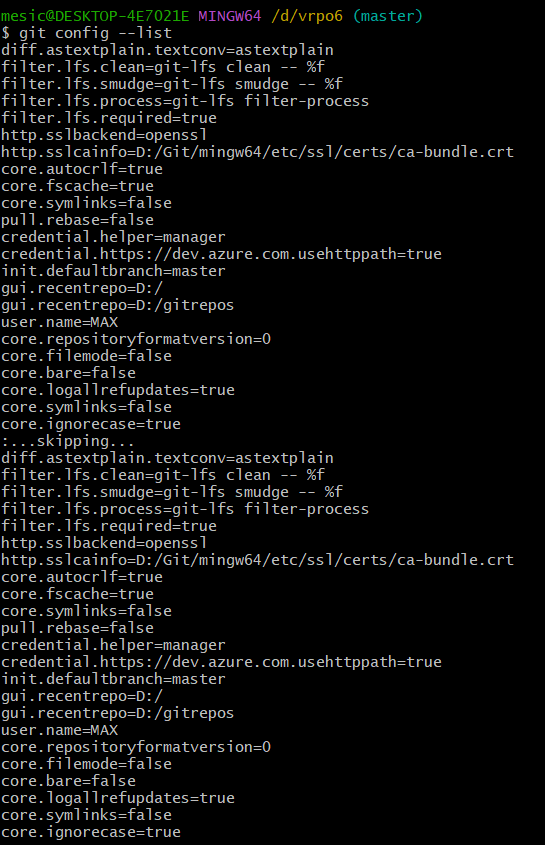 mesic@DESKTOP-4E7021E MINGW64 /d/vrpo6 (master)
$ git config --list
diff.astextplain.textconv=astextplain
filter.lfs.clean=git-lfs clean -- %f
filter.lfs.smudge=git-lfs smudge -- %f
filter.lfs.process=git-lfs filter-process
filter.lfs.required=true
http.sslbackend=openssl
http.sslcainfo=D:/Git/mingw64/etc/ssl/certs/ca-bundle.crt
core.autocrlf=true
core.fscache=true
core.symlinks=false
pull.rebase=false
credential.helper=manager
credential.https://dev.azure.com.usehttppath=true
init.defaultbranch=master
gui.recentrepo=D:/
gui.recentrepo=D:/gitrepos
user.name=MAX
core.repositoryformatversion=0
core.filemode=false
core.bare=false
core.logallrefupdates=true
core.symlinks=false
core.ignorecase=true
:...skipping...
diff.astextplain.textconv=astextplain
filter.lfs.clean=git-lfs clean -- %f
filter.lfs.smudge=git-lfs smudge -- %f
filter.lfs.process=git-lfs filter-process
filter.lfs.required=true
http.sslbackend=openssl
http.sslcainfo=D:/Git/mingw64/etc/ssl/certs/ca-bundle.crt
core.autocrlf=true
core.fscache=true
core.symlinks=false
pull.rebase=false
credential.helper=manager
credential.https://dev.azure.com.usehttppath=true
init.defaultbranch=master
gui.recentrepo=D:/
gui.recentrepo=D:/gitrepos
user.name=MAX
core.repositoryformatversion=0
core.filemode=false
core.bare=false
core.logallrefupdates=true
core.symlinks=false
core.ignorecase=true